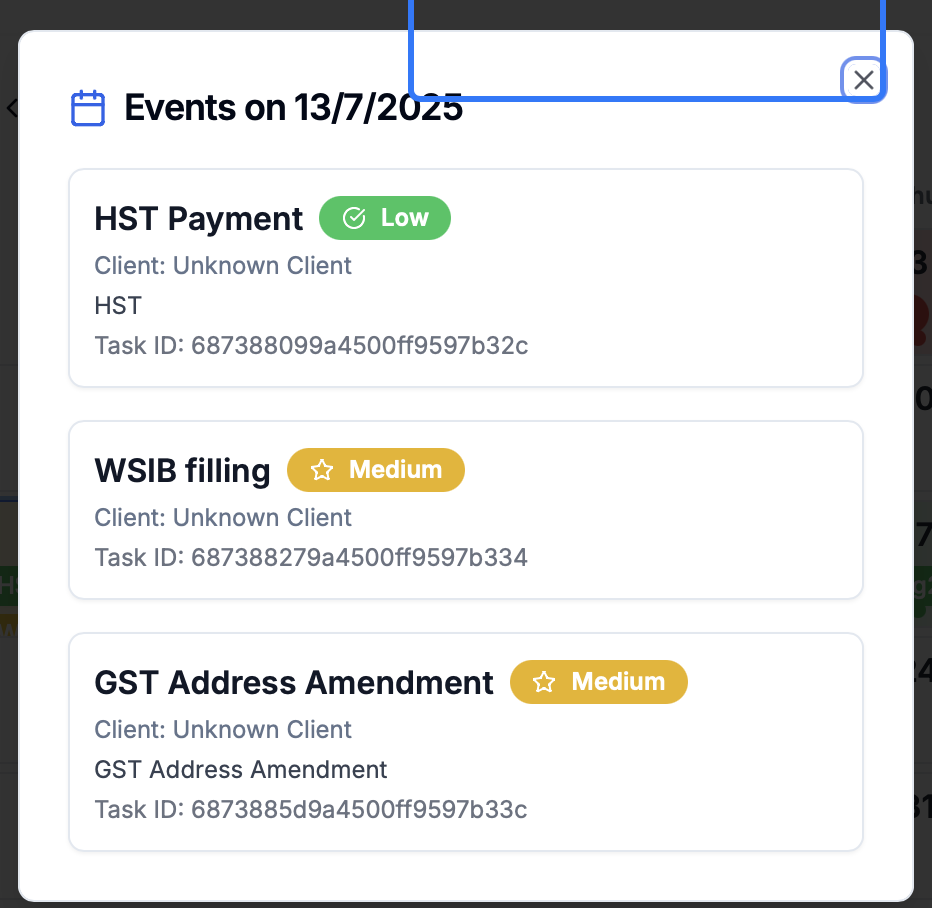 Events on 13/7/2025
HST Payment Low
Client: Unknown Client
HST
Task ID: 687388099a4500ff9597b32c
WSIB filling Medium
Client: Unknown Client
Task ID: 687388279a4500ff9597b334
GST Address Amendment Medium
Client: Unknown Client
GST Address Amendment
Task ID: 6873885d9a4500ff9597b33c